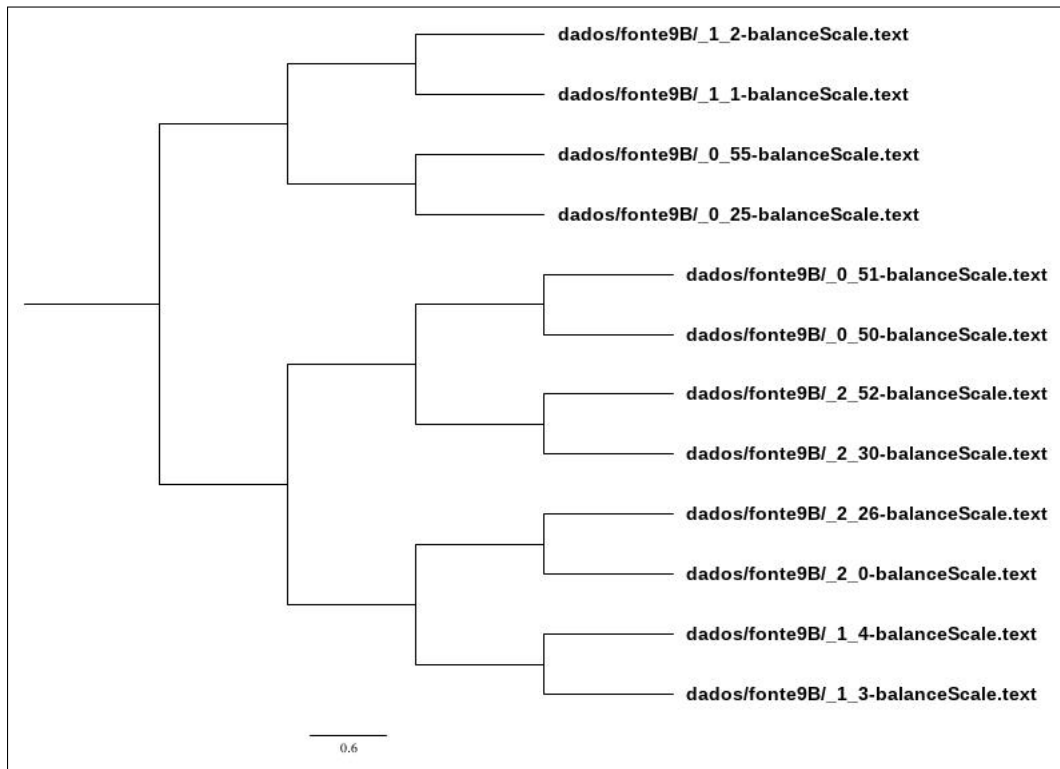 dados/fonte9B/_1_2-balanceScale.text
dados/fonte9B/_1_1-balanceScale.text
dados/fonte9B/_0_55-balanceScale.text
dados/fonte9B/_0_25-balanceScale.text
dados/fonte9B/_0_51-balanceScale.text
dados/fonte9B/_0_50-balanceScale.text
dados/fonte9B/_2_52-balanceScale.text
dados/fonte9B/_2_30-balanceScale.text
dados/fonte9B/_2_26-balanceScale.text
dados/fonte9B/_2_0-balanceScale.text
dados/fonte9B/_1_4-balanceScale.text
dados/fonte9B/_1_3-balanceScale.text
0.6